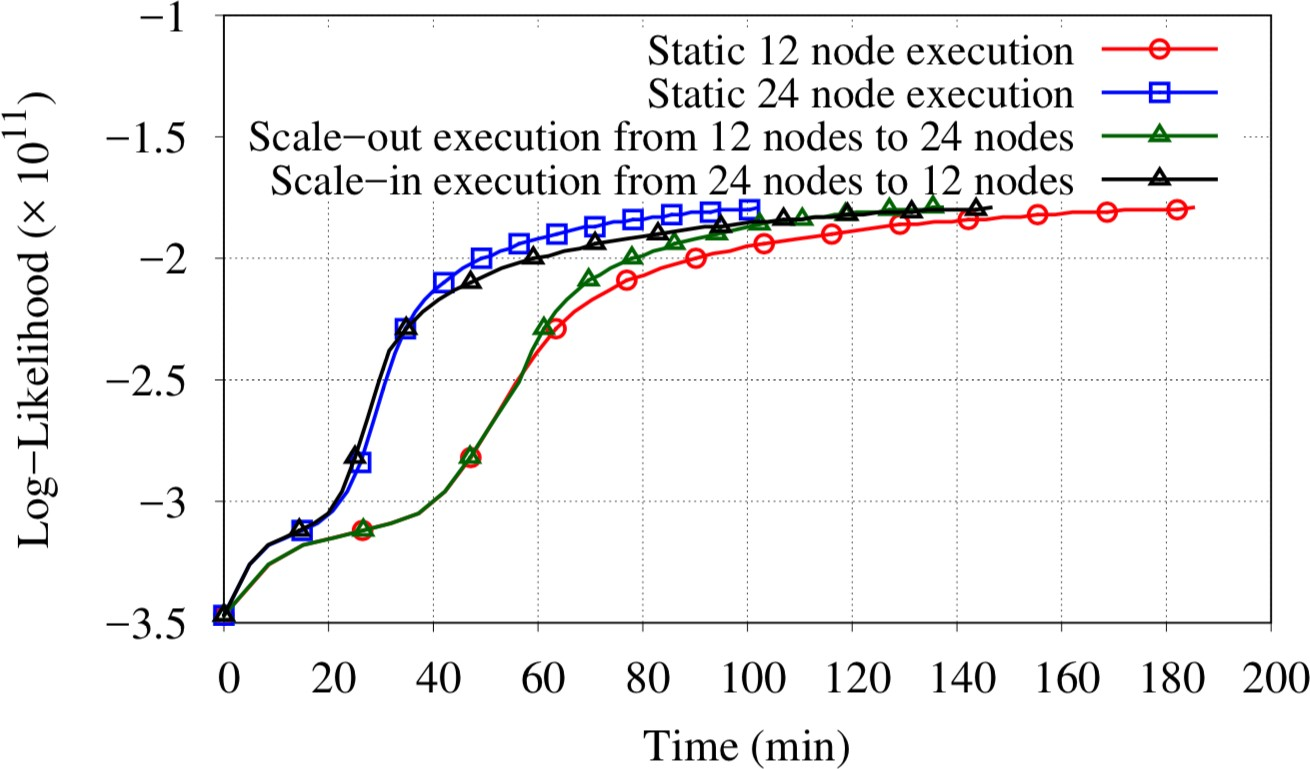 −1
Static 12 node execution
Static 24 node execution
−1.5
Scale−out execution from 12 nodes to 24 nodes
Scale−in execution from 24 nodes to 12 nodes
−2
−2.5
−3
−3.5
Log−Likelihood (× 10¹¹)
0 20 40 60 80 100 120 140 160 180 200
Time (min)